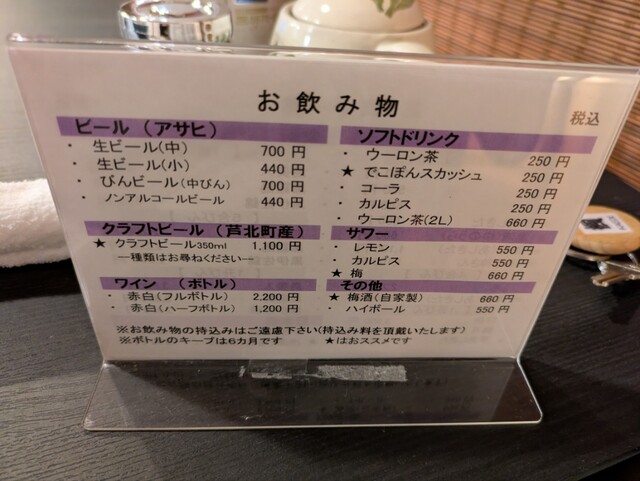 お飲み物
税込
ビール（アサヒ）
・ 生ビール(中) 700 円
・ 生ビール(小) 440 円
・ びんビール(中びん) 700 円
・ ノンアルコールビール 440 円
クラフトビール（芦北町産）
★ クラフトビール350ml 1,100 円
―種類はお尋ねください―
ワイン （ボトル）
・ 赤白(フルボトル) 2,200 円
・ 赤白(ハーフボトル) 1,200 円
ソフトドリンク
・ ウーロン茶 250 円
★ でこぽんスカッシュ 250 円
・ コーラ 250 円
・ カルピス 250 円
・ ウーロン茶(2L) 660 円
サワー
・ レモン 550 円
・ カルピス 550 円
★ 梅 660 円
その他
★ 梅酒(自家製) 660 円
・ ハイボール 550 円
※お飲み物の持込みはご遠慮下さい(持込み料を頂戴いたします)
※ボトルのキープは6カ月です ★はおススメです